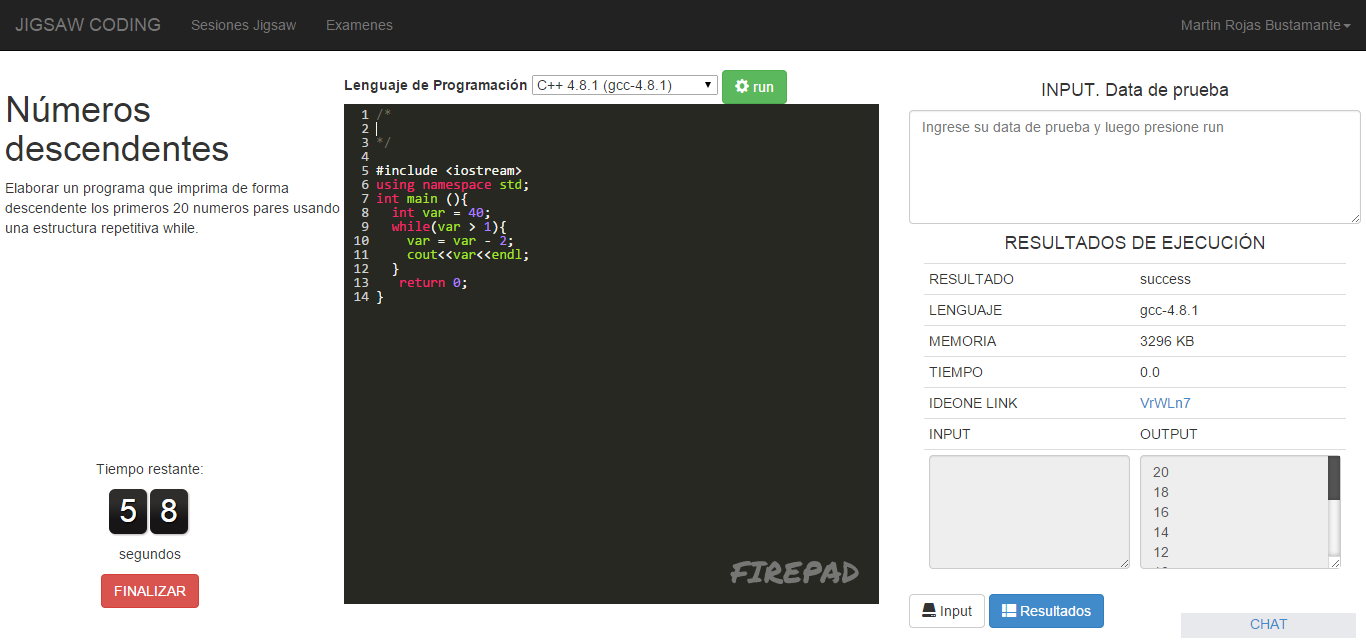 JIGSAW CODING
Sesiones Jigsaw
Examenes
Martin Rojas Bustamante
Números
descendentes
Elaborar un programa que imprima de forma
descendente los primeros 20 numeros pares usando
una estructura repetitiva while.
Tiempo restante:
5 8
segundos
FINALIZAR
Lenguaje de Programación C++ 4.8.1 (gcc-4.8.1) run
1 /*
2
3 */
4
5 #include <iostream>
6 using namespace std;
7 int main (){
8 int var = 40;
9 while(var > 1){
10 var = var - 2;
11 cout<<var<<endl;
12 }
13 return 0;
14 }
FIREPAD
INPUT. Data de prueba
Ingrese su data de prueba y luego presione run
RESULTADOS DE EJECUCIÓN
RESULTADO success
LENGUAJE gcc-4.8.1
MEMORIA 3296 KB
TIEMPO 0.0
IDEONE LINK VrWLn7
INPUT OUTPUT
20
18
16
14
12
Input Resultados
CHAT